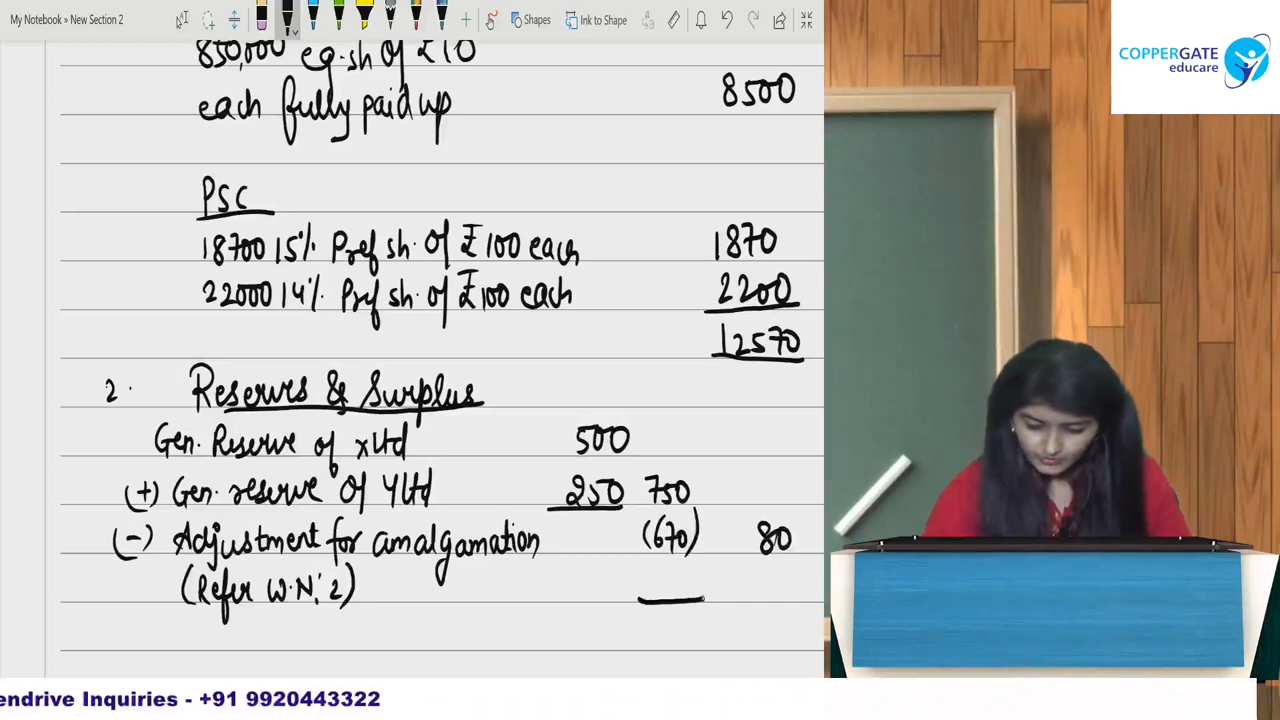 My Notebook » New Section 2
Shapes
Ink to Shape
COPPERGATE
educare
850,000 eq.sh of ₹10
each fully paid up 8500
PSC
18700 15% Pref sh. of ₹100 each 1870
22000 14% Pref sh. of ₹100 each 2200
12570
2. Reserves & Surplus
Gen. Reserve of x Ltd 500
(+) Gen. reserve of Y Ltd 250 750
(-) Adjustment for amalgamation (670) 80
(Refer W.N. 2)
endrive Inquiries - +91 9920443322